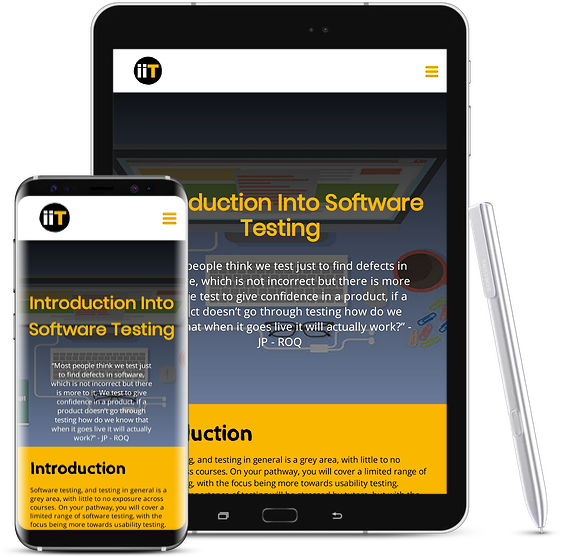 iiT
duction Into Software
Testing
people think we test just to find defects in
e, which is not incorrect but there is more
e test to give confidence in a product, if a
ct doesn't go through testing how do we
hat when it goes live it will actually work?" -
JP - ROQ
duction
g, and testing in general is a grey area, with little to no
s courses. On your pathway, you will cover a limited range of
g, with the focus being more towards usability testing.
iiT
Introduction Into
Software Testing
"Most people think we test just
to find defects in software,
which is not incorrect but there
is more to it. We test to give
confidence in a product, if a
product doesn't go through
testing how do we know that
when it goes live it will actually
work?" - JP - ROQ
Introduction
Software testing, and testing in general is a
grey area, with little to no exposure across
courses. On your pathway, you will cover a
limited range of software testing, with the
focus being more towards usability testing.